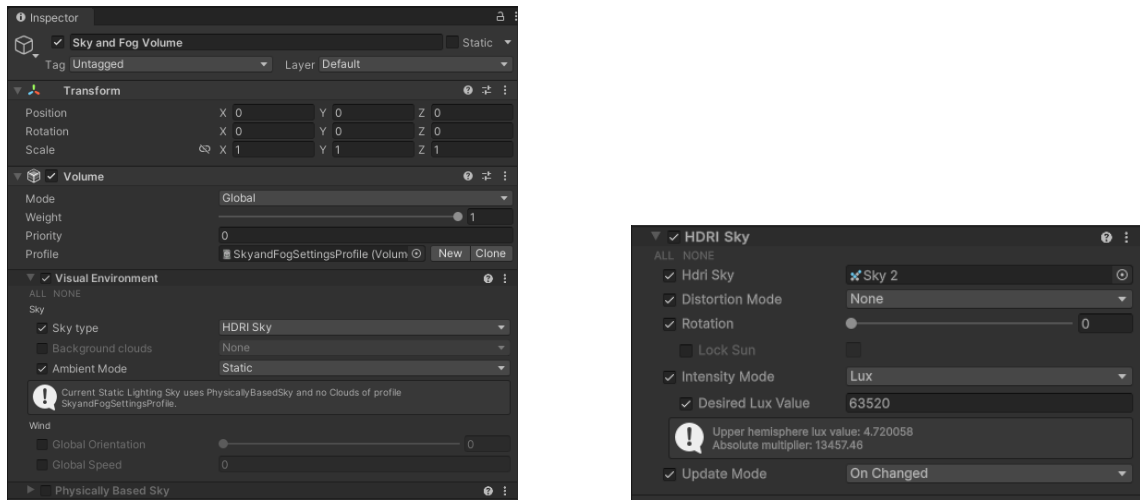 Inspector
Sky and Fog Volume Static
Tag Untagged Layer Default
Transform
Position X 0 Y 0 Z 0
Rotation X 0 Y 0 Z 0
Scale X 1 Y 1 Z 1
Volume
Mode Global
Weight 1
Priority 0
Profile SkyandFogSettingsProfile (Volum New Clone
Visual Environment
ALL NONE
Sky
Sky type HDRI Sky
Background clouds None
Ambient Mode Static
Current Static Lighting Sky uses PhysicallyBasedSky and no Clouds of profile
SkyandFogSettingsProfile.
Wind
Global Orientation 0
Global Speed 0
Physically Based Sky
HDRI Sky
ALL NONE
Hdri Sky Sky 2
Distortion Mode None
Rotation 0
Lock Sun
Intensity Mode Lux
Desired Lux Value 63520
Upper hemisphere lux value: 4.720058
Absolute multiplier: 13457.46
Update Mode On Changed